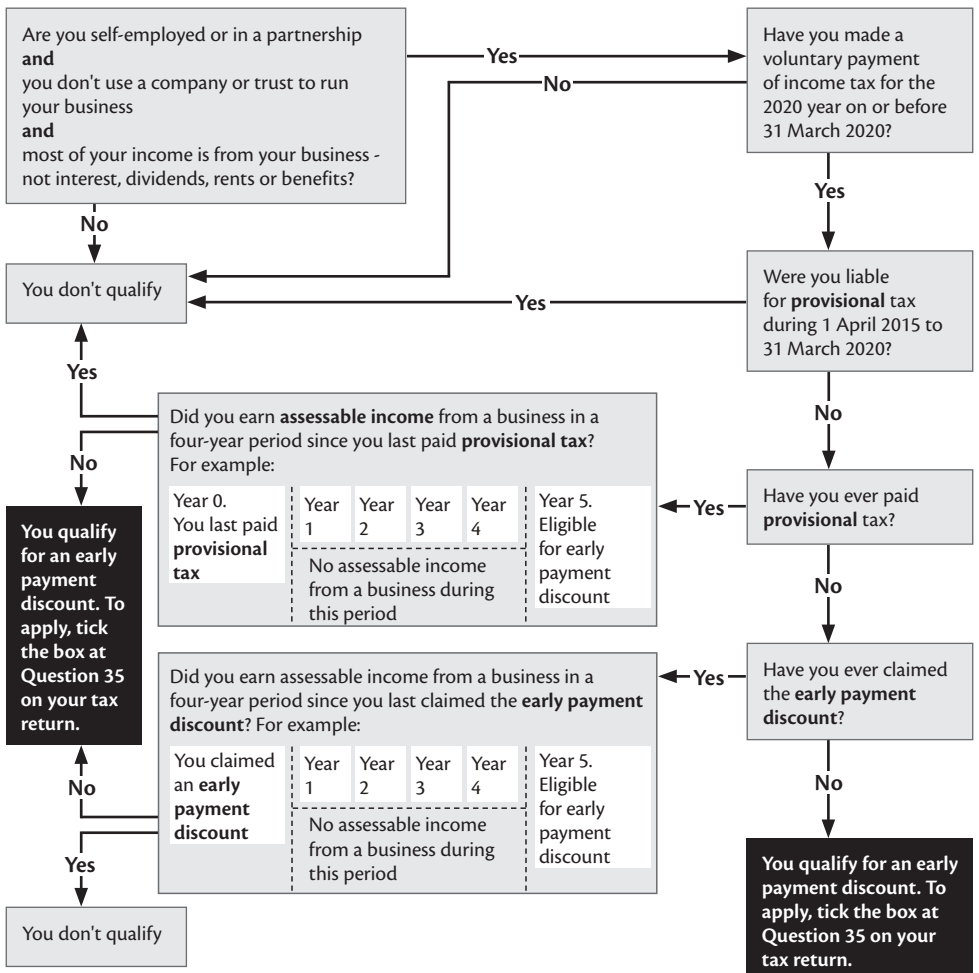 Are you self-employed or in a partnership
and
you don't use a company or trust to run
your business
and
most of your income is from your business -
not interest, dividends, rents or benefits?
Yes
No
Have you made a
voluntary payment
of income tax for the
2020 year on or before
31 March 2020?
No
Yes
You don't qualify
Yes
Were you liable
for provisional tax
during 1 April 2015 to
31 March 2020?
Yes
No
Did you earn assessable income from a business in a
four-year period since you last paid provisional tax?
For example:
Year 0.
You last paid
provisional
tax
Year
1
Year
2
Year
3
Year
4
No assessable income
from a business during
this period
Year 5.
Eligible
for early
payment
discount
Yes
Have you ever paid
provisional tax?
No
No
You qualify
for an early
payment
discount. To
apply, tick
the box at
Question 35
on your tax
return.
Did you earn assessable income from a business in a
four-year period since you last claimed the early payment
discount? For example:
You claimed
an early
payment
discount
Year
1
Year
2
Year
3
Year
4
No assessable income
from a business during
this period
Year 5.
Eligible
for early
payment
discount
Yes
Have you ever claimed
the early payment
discount?
No
Yes
No
You don't qualify
You qualify for an early
payment discount. To
apply, tick the box at
Question 35 on your
tax return.